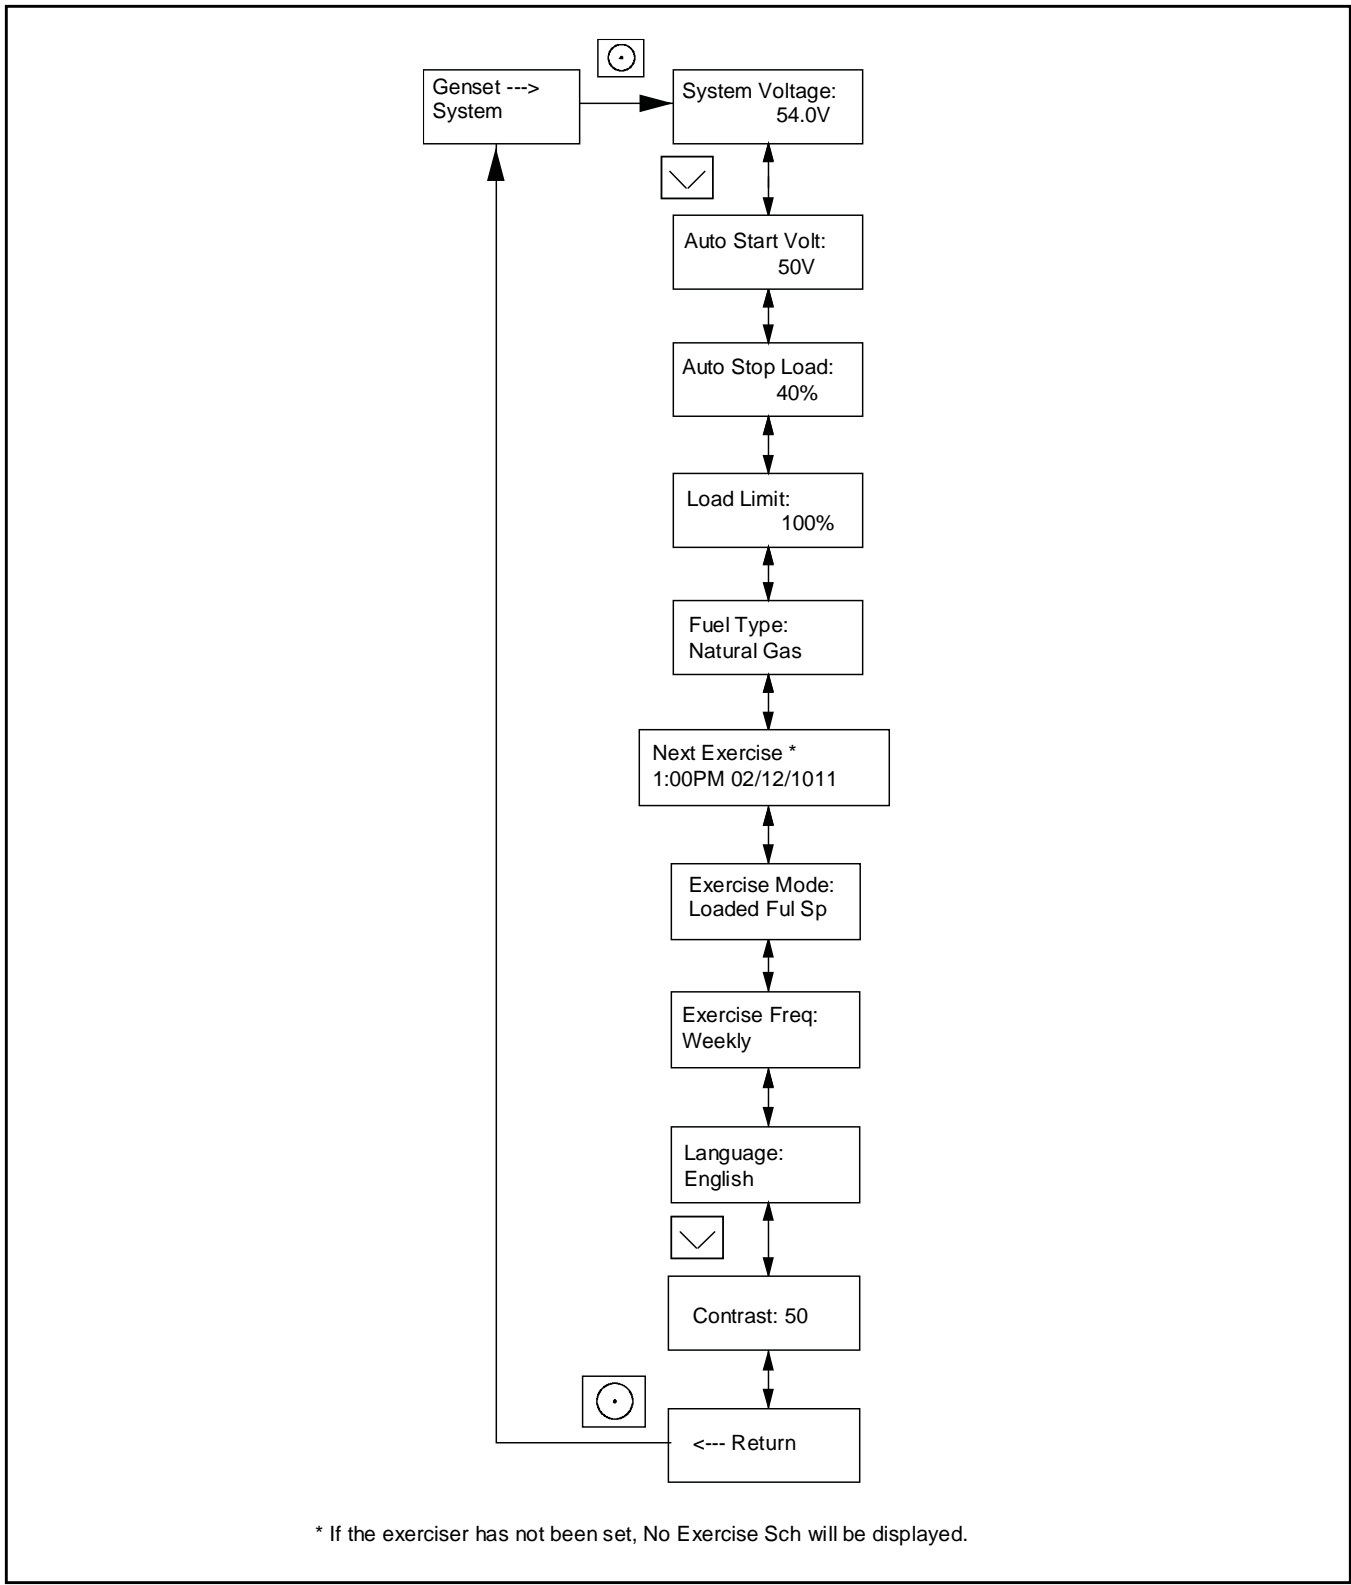 Genset --->
System
System Voltage:
54.0V
Auto Start Volt:
50V
Auto Stop Load:
40%
Load Limit:
100%
Fuel Type:
Natural Gas
Next Exercise *
1:00PM 02/12/1011
Exercise Mode:
Loaded Ful Sp
Exercise Freq:
Weekly
Language:
English
Contrast: 50
<--- Return
* If the exerciser has not been set, No Exercise Sch will be displayed.